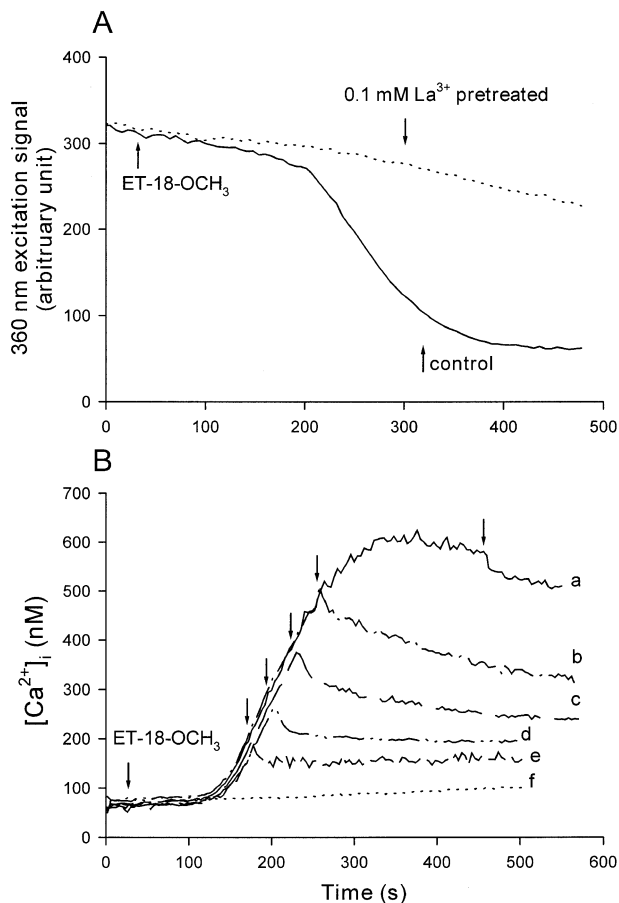 A
360 nm excitation signal
(arbitruary unit)
400
300
200
100
0
0.1 mM La³⁺ pretreated
ET-18-OCH₃
control
0 100 200 300 400 500
B
[Ca²⁺]ᵢ (nM)
700
600
500
400
300
200
100
0
ET-18-OCH₃
a
b
c
d
e
f
0 100 200 300 400 500 600
Time (s)